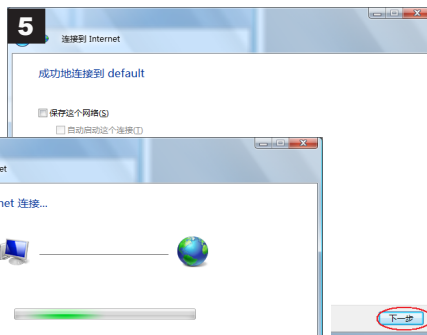 5
连接到 Internet
成功地连接到 default
保存这个网络(S)
自动启动这个连接(T)
et
net 连接...
下一步